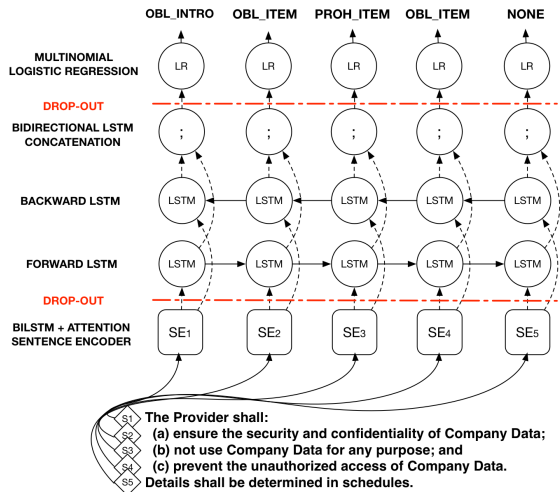 OBL_INTRO OBL_ITEM PROH_ITEM OBL_ITEM NONE
MULTINOMIAL
LOGISTIC REGRESSION
LR LR LR LR LR
DROP-OUT
BIDIRECTIONAL LSTM
CONCATENATION
; ; ; ; ;
BACKWARD LSTM
LSTM LSTM LSTM LSTM LSTM
FORWARD LSTM
LSTM LSTM LSTM LSTM LSTM
DROP-OUT
BILSTM + ATTENTION
SENTENCE ENCODER
SE1 SE2 SE3 SE4 SE5
S1 The Provider shall:
S2 (a) ensure the security and confidentiality of Company Data;
S3 (b) not use Company Data for any purpose; and
S4 (c) prevent the unauthorized access of Company Data.
S5 Details shall be determined in schedules.